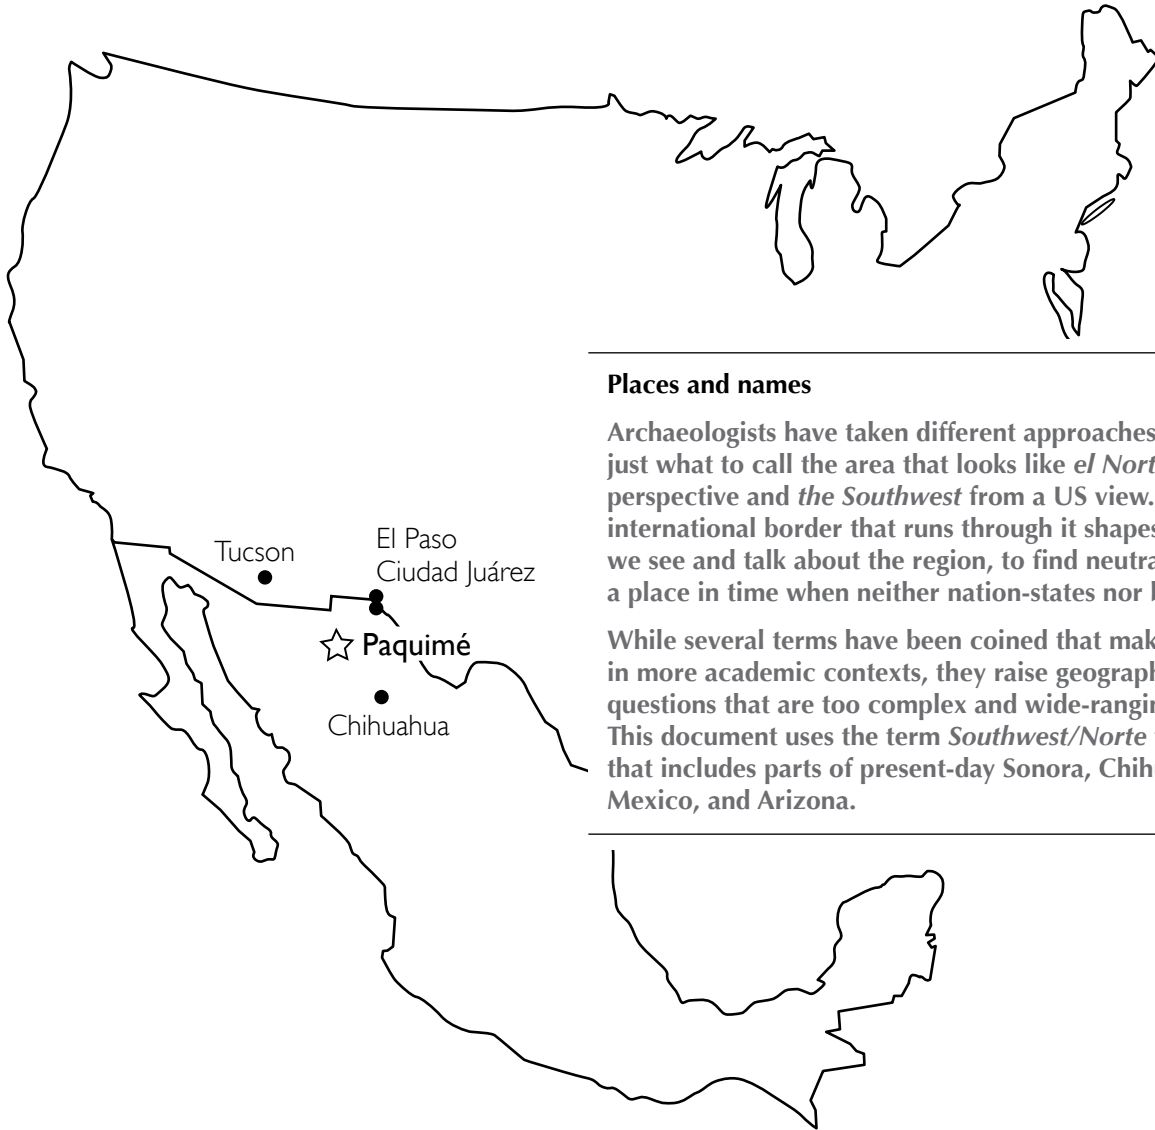 Places and names
Archaeologists have taken different approaches
just what to call the area that looks like el Nort
perspective and the Southwest from a US view.
international border that runs through it shapes
we see and talk about the region, to find neutra
a place in time when neither nation-states nor b
While several terms have been coined that mak
in more academic contexts, they raise geograph
questions that are too complex and wide-rangin
This document uses the term Southwest/Norte
that includes parts of present-day Sonora, Chih
Mexico, and Arizona.
Tucson
El Paso
Ciudad Juárez
Paquimé
Chihuahua